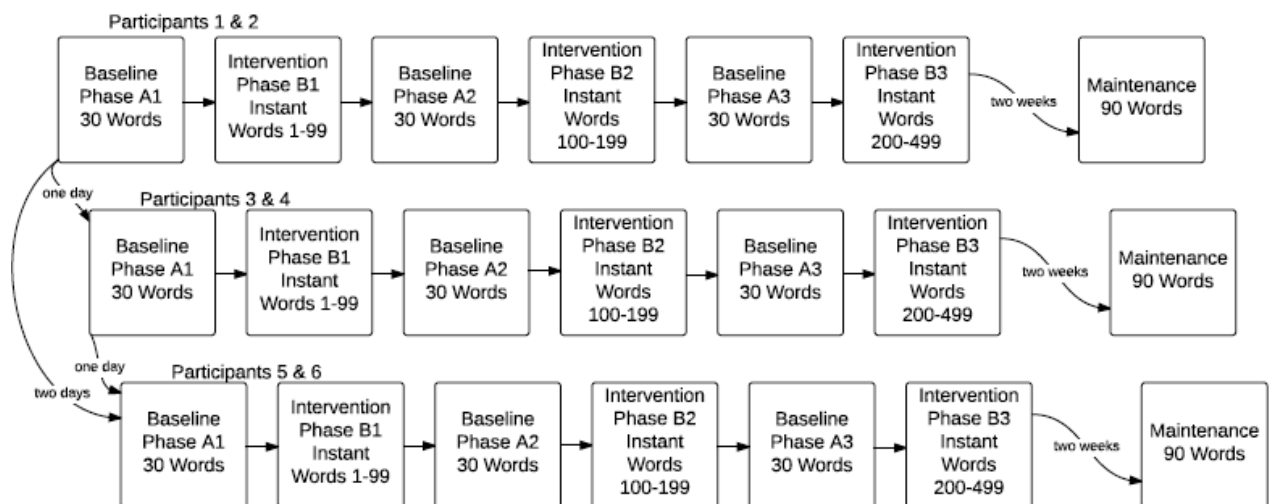 Participants 1 & 2
Baseline
Phase A1
30 Words
Intervention
Phase B1
Instant
Words 1-99
Baseline
Phase A2
30 Words
Intervention
Phase B2
Instant
Words
100-199
Baseline
Phase A3
30 Words
Intervention
Phase B3
Instant
Words
200-499
two weeks
Maintenance
90 Words
one day
Participants 3 & 4
Baseline
Phase A1
30 Words
Intervention
Phase B1
Instant
Words 1-99
Baseline
Phase A2
30 Words
Intervention
Phase B2
Instant
Words
100-199
Baseline
Phase A3
30 Words
Intervention
Phase B3
Instant
Words
200-499
two weeks
Maintenance
90 Words
one day
two days
Participants 5 & 6
Baseline
Phase A1
30 Words
Intervention
Phase B1
Instant
Words 1-99
Baseline
Phase A2
30 Words
Intervention
Phase B2
Instant
Words
100-199
Baseline
Phase A3
30 Words
Intervention
Phase B3
Instant
Words
200-499
two weeks
Maintenance
90 Words